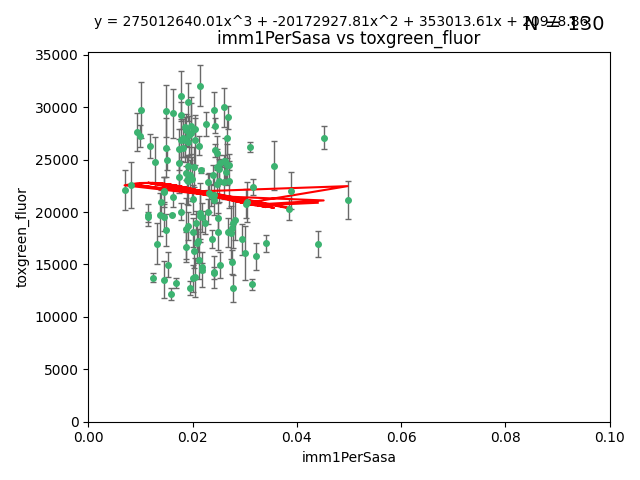 y = 275012640.01x^3 + -20172927.81x^2 + 353013.61x + 20978.86
N = 130
imm1PerSasa vs toxgreen_fluor
35000
30000
25000
20000
15000
10000
5000
0
toxgreen_fluor
0.00 0.02 0.04 0.06 0.08 0.10
imm1PerSasa